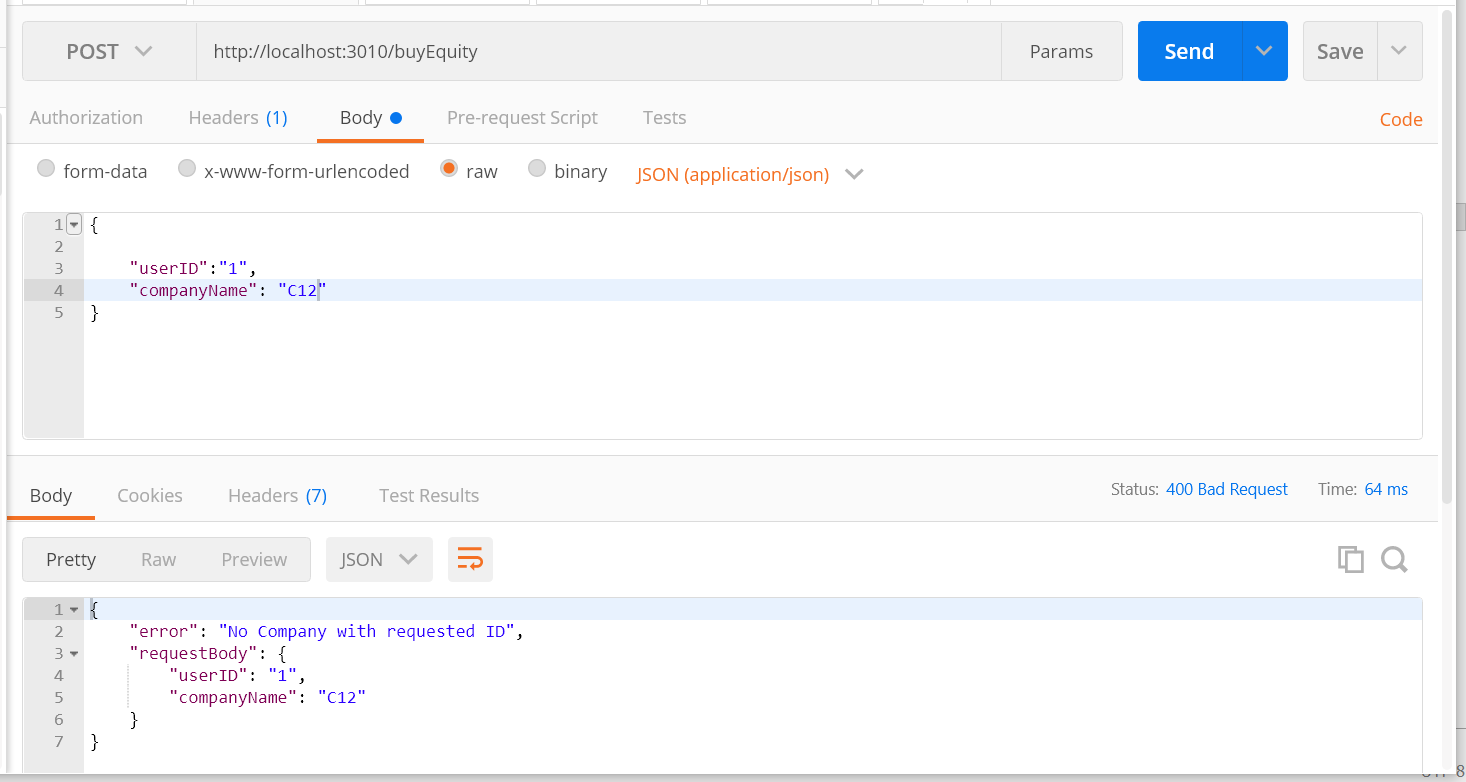 POST http://localhost:3010/buyEquity Params Send Save
Authorization Headers (1) Body Pre-request Script Tests Code
form-data x-www-form-urlencoded raw binary JSON (application/json)
1 {
2
3 "userID":"1",
4 "companyName": "C12"
5 }
Body Cookies Headers (7) Test Results Status: 400 Bad Request Time: 64 ms
Pretty Raw Preview JSON
1 {
2 "error": "No Company with requested ID",
3 "requestBody": {
4 "userID": "1",
5 "companyName": "C12"
6 }
7 }